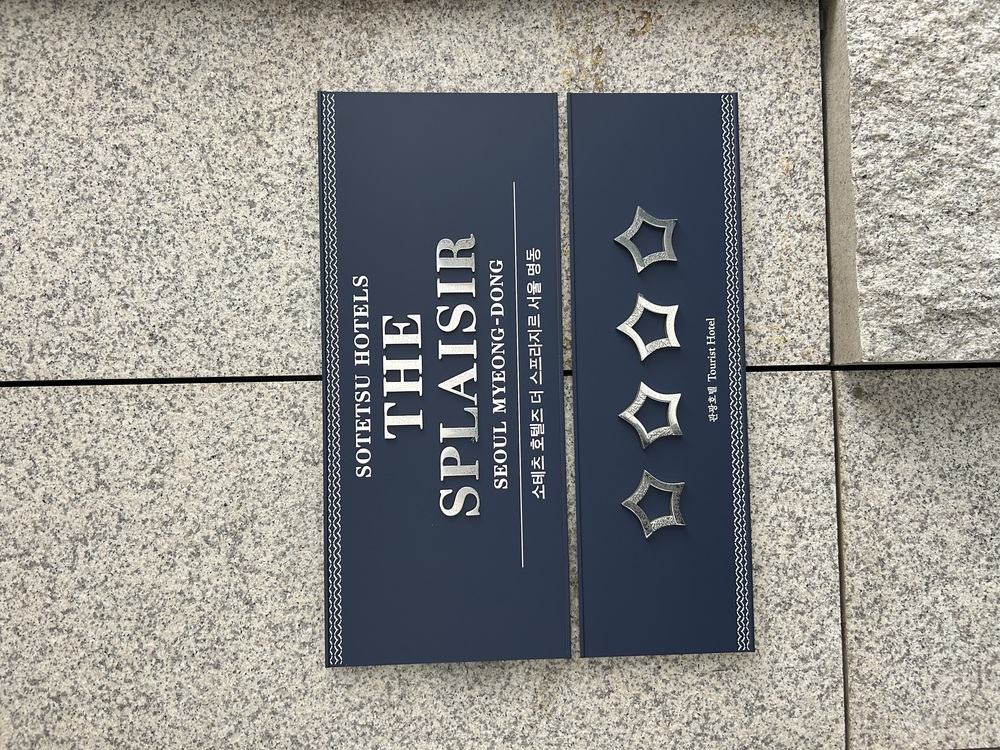 SOTETSU HOTELS
THE
SPLAISIR
SEOUL MYEONG-DONG
소테츠 호텔즈 더 스프라지르 서울 명동
관광호텔 Tourist Hotel